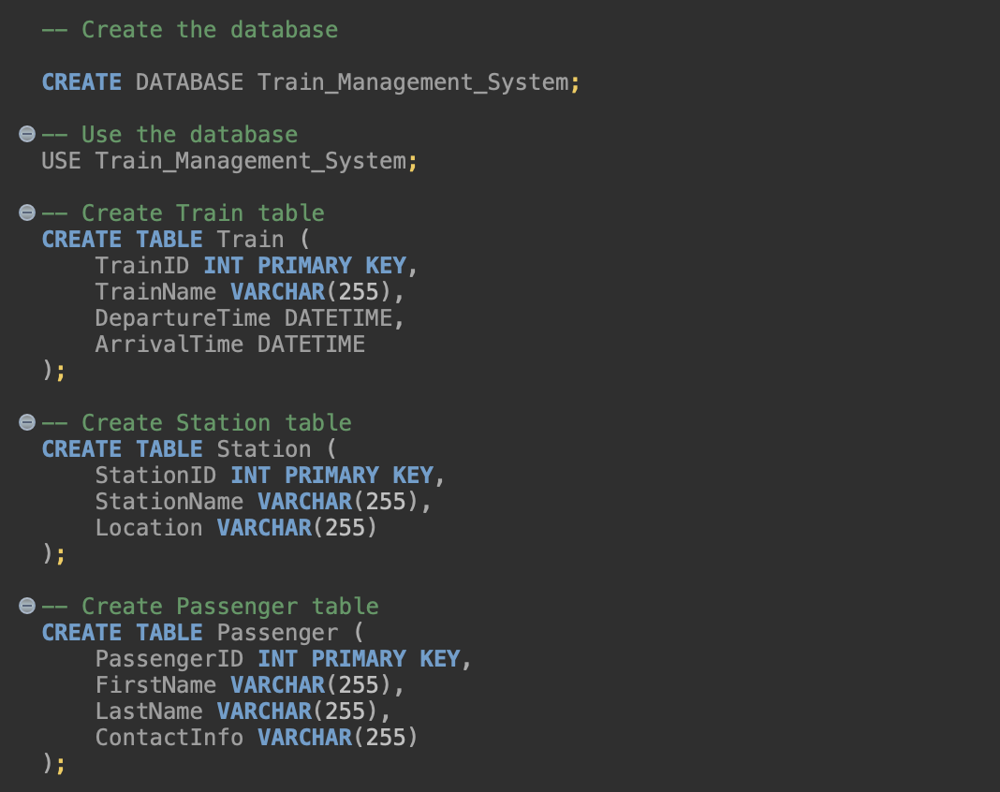 -- Create the database
CREATE DATABASE Train_Management_System;
-- Use the database
USE Train_Management_System;
-- Create Train table
CREATE TABLE Train (
    TrainID INT PRIMARY KEY,
    TrainName VARCHAR(255),
    DepartureTime DATETIME,
    ArrivalTime DATETIME
);
-- Create Station table
CREATE TABLE Station (
    StationID INT PRIMARY KEY,
    StationName VARCHAR(255),
    Location VARCHAR(255)
);
-- Create Passenger table
CREATE TABLE Passenger (
    PassengerID INT PRIMARY KEY,
    FirstName VARCHAR(255),
    LastName VARCHAR(255),
    ContactInfo VARCHAR(255)
);